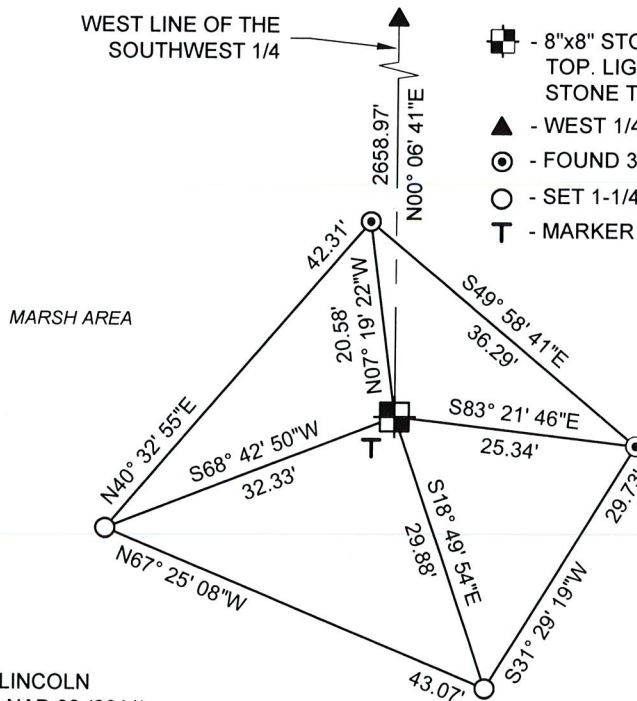 WEST LINE OF THE
SOUTHWEST 1/4
8"x8"
TOP.
STONE
- WEST 1/4
- FOUND
- SET 1-1/4
T - MARKER
2658.97'
N00° 06' 41"E
42.31'
N40° 32' 55"E
20.58'
N07° 19' 22"W
S49° 58' 41"E
36.29'
MARSH AREA
S83° 21' 46"E
25.34'
S68° 42' 50"W
32.33'
T
S18° 49' 54"E
29.88'
29.73'
S31° 29' 19"W
N67° 25' 08"W
43.07'
LINCOLN